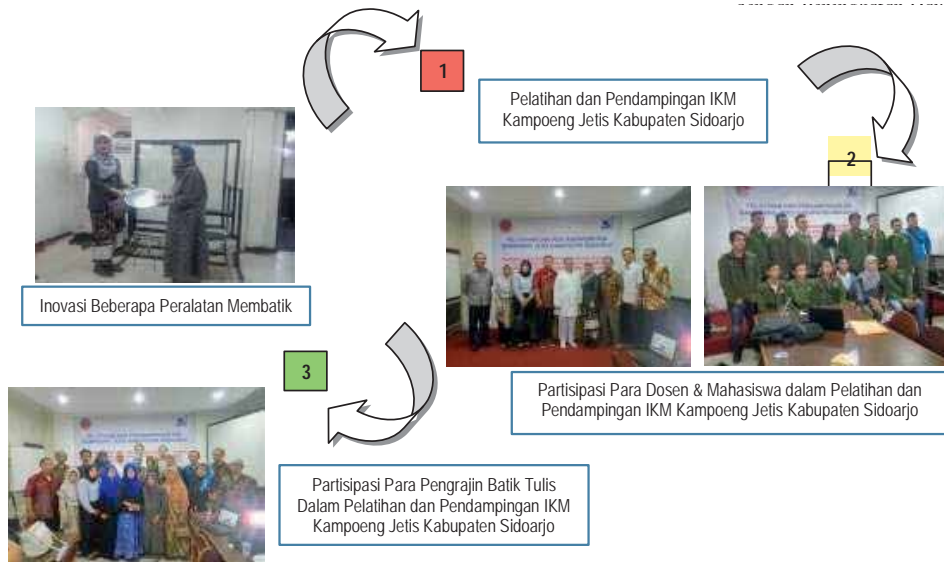 1
Pelatihan dan Pendampingan IKM
Kampoeng Jetis Kabupaten Sidoarjo
2
Inovasi Beberapa Peralatan Membatik
3
Partisipasi Para Dosen & Mahasiswa dalam Pelatihan dan
Pendampingan IKM Kampoeng Jetis Kabupaten Sidoarjo
Partisipasi Para Pengrajin Batik Tulis
Dalam Pelatihan dan Pendampingan IKM
Kampoeng Jetis Kabupaten Sidoarjo